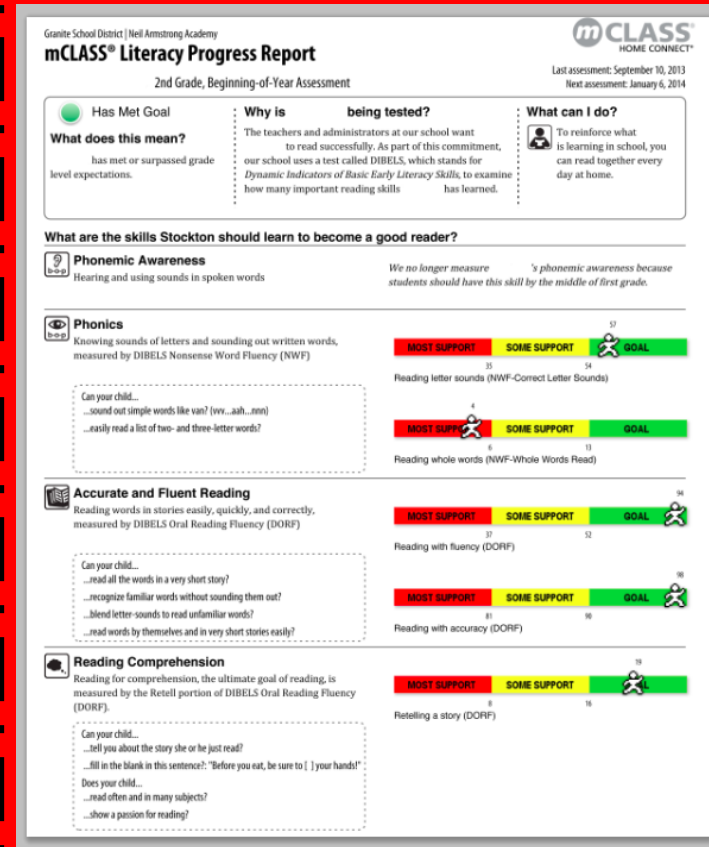 Granite School District | Neil Armstrong Academy
mCLASS® Literacy Progress Report
2nd Grade, Beginning-of-Year Assessment
mCLASS®
HOME CONNECT®
Last assessment: September 10, 2013
Next assessment: January 6, 2014
Has Met Goal
What does this mean?
has met or surpassed grade
level expectations.
Why is being tested?
The teachers and administrators at our school want
to read successfully. As part of this commitment,
our school uses a test called DIBELS, which stands for
Dynamic Indicators of Basic Early Literacy Skills, to examine
how many important reading skills has learned.
What can I do?
To reinforce what
is learning in school, you
can read together every
day at home.
What are the skills Stockton should learn to become a good reader?
b-o-p
Phonemic Awareness
Hearing and using sounds in spoken words
We no longer measure 's phonemic awareness because
students should have this skill by the middle of first grade.
b-o-p
Phonics
Knowing sounds of letters and sounding out written words,
measured by DIBELS Nonsense Word Fluency (NWF)
Can your child...
...sound out simple words like van? (vvv...aah...nnn)
...easily read a list of two- and three-letter words?
57
MOST SUPPORT SOME SUPPORT GOAL
35 54
Reading letter sounds (NWF-Correct Letter Sounds)
4
MOST SUPP SOME SUPPORT GOAL
6 13
Reading whole words (NWF-Whole Words Read)
Accurate and Fluent Reading
Reading words in stories easily, quickly, and correctly,
measured by DIBELS Oral Reading Fluency (DORF)
Can your child...
...read all the words in a very short story?
...recognize familiar words without sounding them out?
...blend letter-sounds to read unfamiliar words?
...read words by themselves and in very short stories easily?
94
MOST SUPPORT SOME SUPPORT GOAL
37 52
Reading with fluency (DORF)
98
MOST SUPPORT SOME SUPPORT GOAL
81 90
Reading with accuracy (DORF)
Reading Comprehension
Reading for comprehension, the ultimate goal of reading, is
measured by the Retell portion of DIBELS Oral Reading Fluency
(DORF).
Can your child...
...tell you about the story she or he just read?
...fill in the blank in this sentence?: "Before you eat, be sure to [ ] your hands!"
Does your child...
...read often and in many subjects?
...show a passion for reading?
19
MOST SUPPORT SOME SUPPORT L
8 16
Retelling a story (DORF)